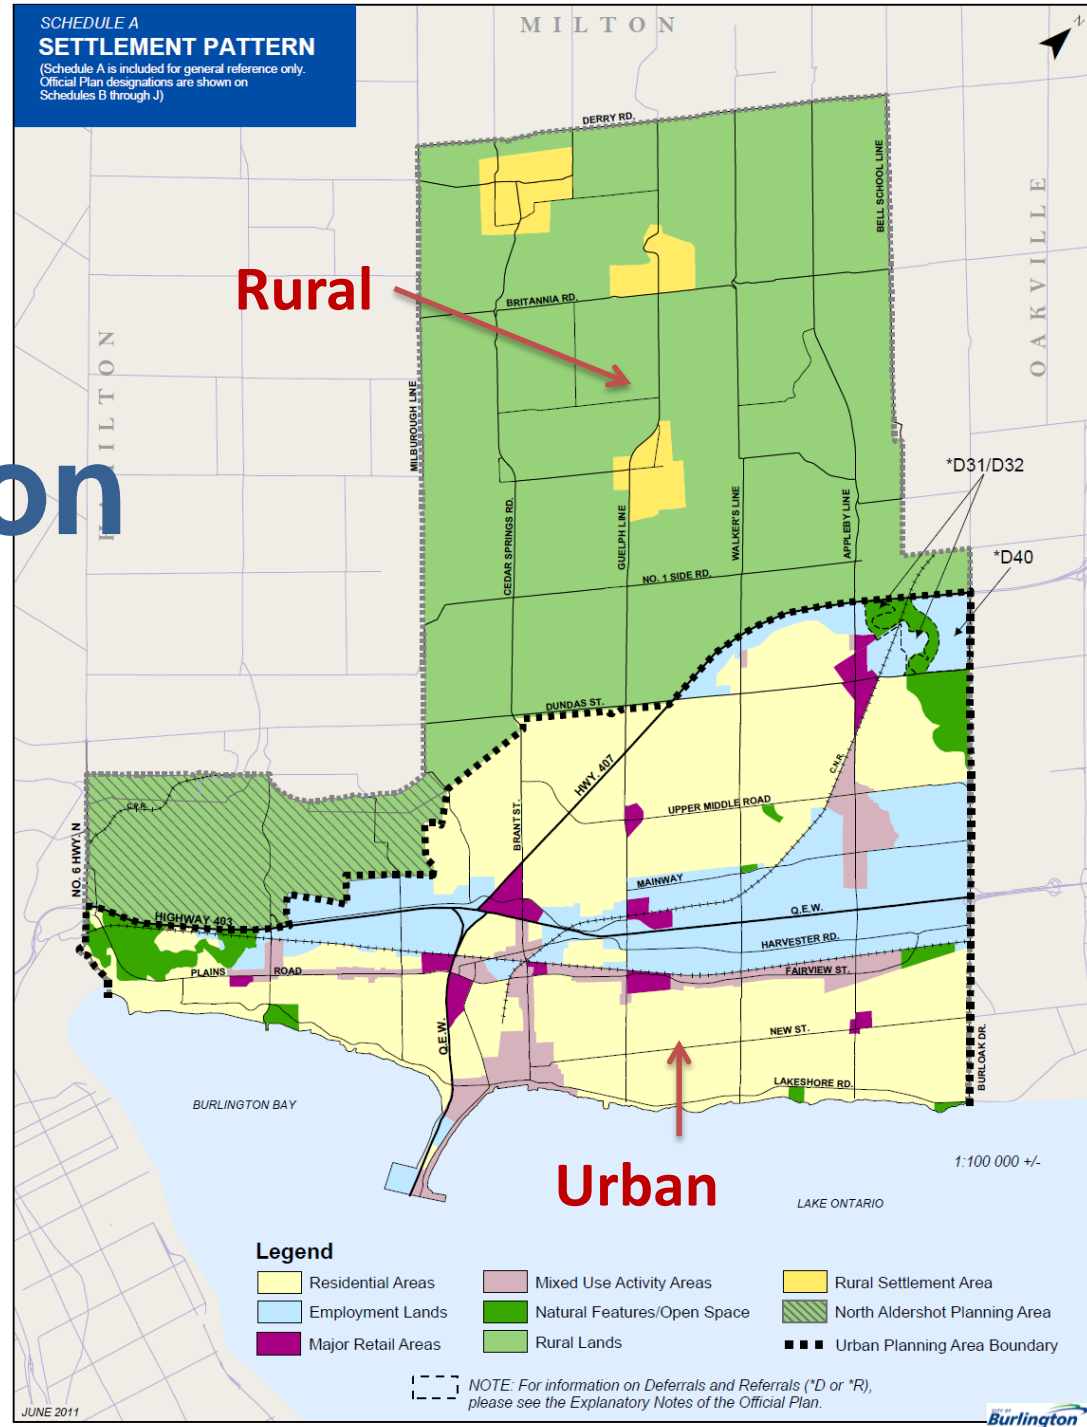 SCHEDULE A
SETTLEMENT PATTERN
(Schedule A is included for general reference only.
Official Plan designations are shown on
Schedules B through J)
MILTON
N
DERRY RD.
BELL SCHOOL LINE
OAKVILLE
Rural
BRITANNIA RD.
HAMILTON
MILBUROUGH LINE
on
*D31/D32
CEDAR SPRINGS RD.
GUELPH LINE
WALKER'S LINE
APPLEBY LINE
*D40
NO. 1 SIDE RD.
DUNDAS ST.
HWY. 407
C.N.R.
C.P.R.
UPPER MIDDLE ROAD
BRANT ST.
NO. 6 HWY. N
MAINWAY
Q.E.W.
HIGHWAY 403
HARVESTER RD.
PLAINS ROAD
FAIRVIEW ST.
NEW ST.
Q.E.W.
BURLOAK DR.
LAKESHORE RD.
BURLINGTON BAY
1:100 000 +/-
Urban
LAKE ONTARIO
Legend
Residential Areas
Employment Lands
Major Retail Areas
Mixed Use Activity Areas
Natural Features/Open Space
Rural Lands
Rural Settlement Area
North Aldershot Planning Area
Urban Planning Area Boundary
NOTE: For information on Deferrals and Referrals (*D or *R),
please see the Explanatory Notes of the Official Plan.
JUNE 2011
CITY OF
Burlington